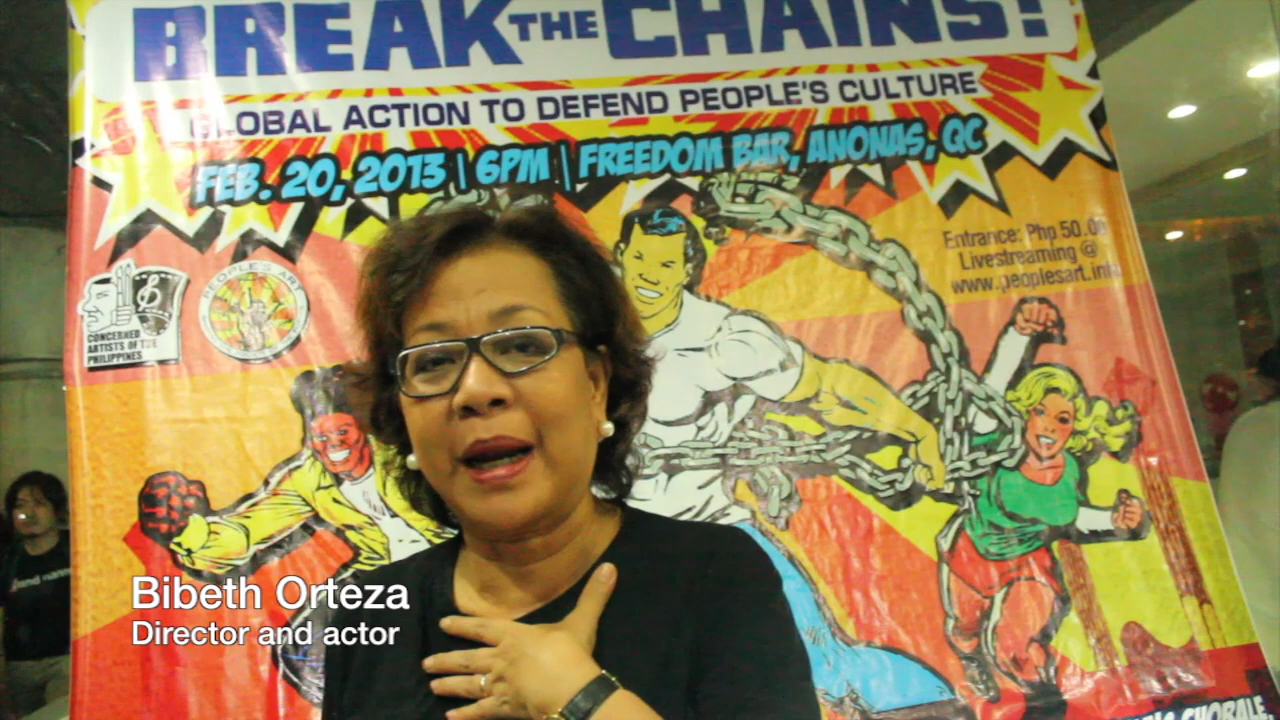 BREAK THE CHAINS!
GLOBAL ACTION TO DEFEND PEOPLE'S CULTURE
FEB. 20, 2013 | 6PM | FREEDOM BAR, ANONAS, QC
Entrance: Php 50.00
Livestreaming @
www.peoplesart.info
CONCERNED
ARTISTS OF THE
PHILIPPINES
PEOPLE'S ART
Bibeth Orteza
Director and actor
CHORALE